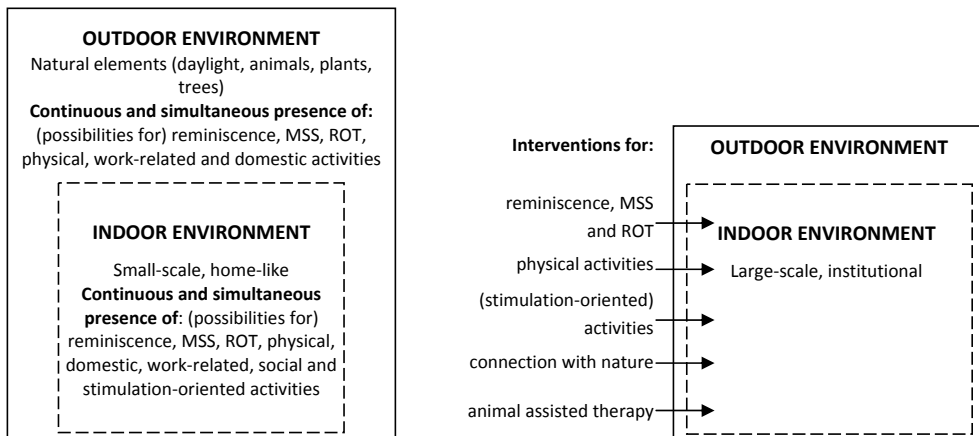 OUTDOOR ENVIRONMENT
Natural elements (daylight, animals, plants,
trees)
Continuous and simultaneous presence of:
(possibilities for) reminiscence, MSS, ROT,
physical, work-related and domestic activities
INDOOR ENVIRONMENT
Small-scale, home-like
Continuous and simultaneous
presence of: (possibilities for)
reminiscence, MSS, ROT, physical,
domestic, work-related, social and
stimulation-oriented activities
Interventions for:
reminiscence, MSS
and ROT
physical activities
(stimulation-oriented)
activities
connection with nature
animal assisted therapy
OUTDOOR ENVIRONMENT
INDOOR ENVIRONMENT
Large-scale, institutional